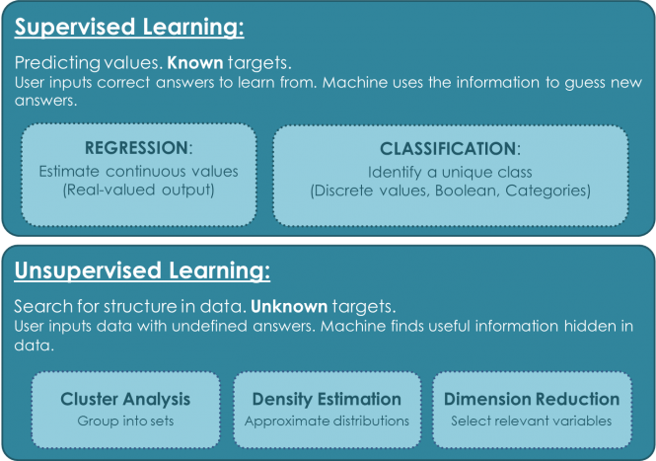 Supervised Learning:
Predicting values. Known targets.
User inputs correct answers to learn from. Machine uses the information to guess new
answers.
REGRESSION:
Estimate continuous values
(Real-valued output)
CLASSIFICATION:
Identify a unique class
(Discrete values, Boolean, Categories)
Unsupervised Learning:
Search for structure in data. Unknown targets.
User inputs data with undefined answers. Machine finds useful information hidden in
data.
Cluster Analysis
Group into sets
Density Estimation
Approximate distributions
Dimension Reduction
Select relevant variables